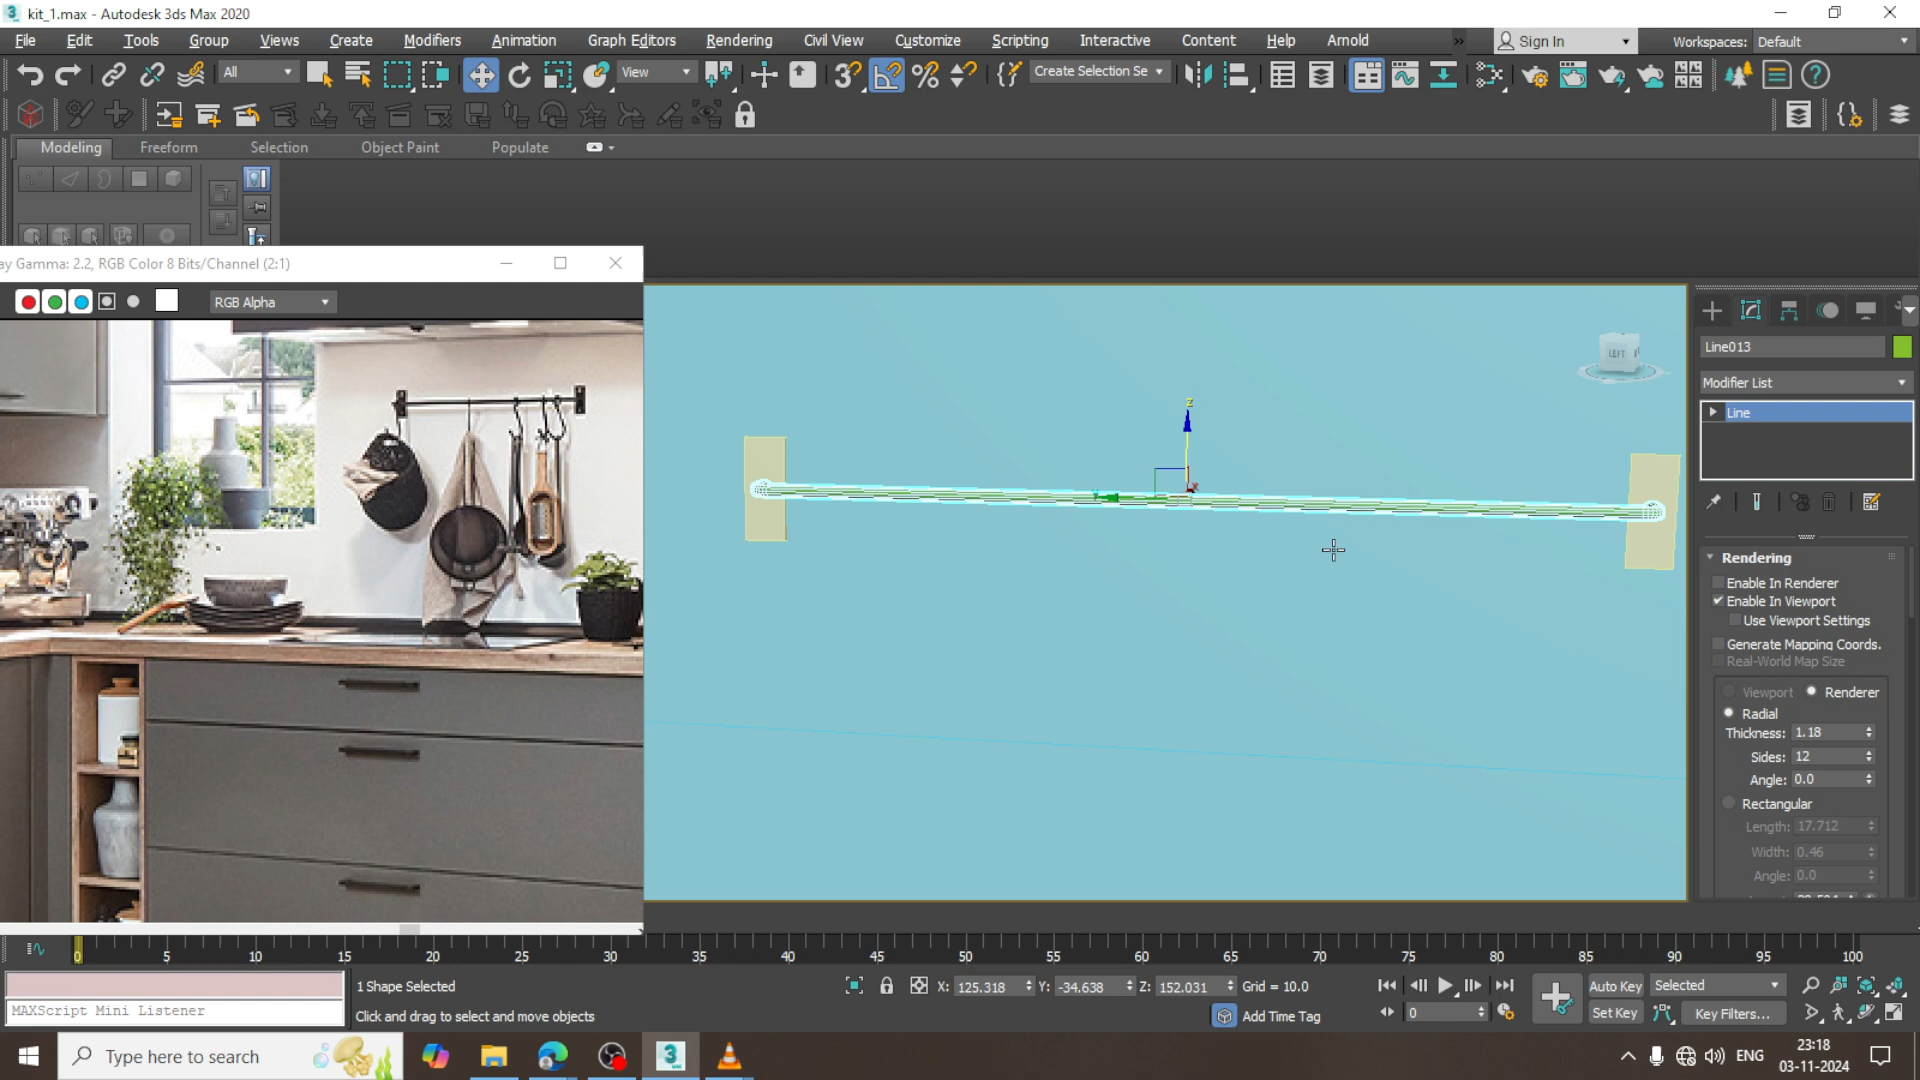 kit_1.max - Autodesk 3ds Max 2020
File Edit Tools Group Views Create Modifiers Animation Graph Editors Rendering Civil View Customize Scripting Interactive Content Help Arnold Sign In Workspaces: Default
All View Create Selection Se
Modeling Freeform Selection Object Paint Populate
ay Gamma: 2.2, RGB Color 8 Bits/Channel (2:1)
RGB Alpha
LEFT
z
x
Y
Line013
Modifier List
Line
Rendering
Enable In Renderer
Enable In Viewport
Use Viewport Settings
Generate Mapping Coords.
Real-World Map Size
Viewport Renderer
Radial
Thickness: 1.18
Sides: 12
Angle: 0.0
Rectangular
Length: 17.712
Width: 0.46
Angle: 0.0
0 5 10 15 20 25 30 35 40 45 50 55 60 65 70 75 80 85 90 95 100
1 Shape Selected X: 125.318 Y: -34.638 Z: 152.031 Grid = 10.0 Auto Key Selected
MAXScript Mini Listener Click and drag to select and move objects Add Time Tag 0 Set Key Key Filters...
Type here to search ENG 23:18
03-11-2024